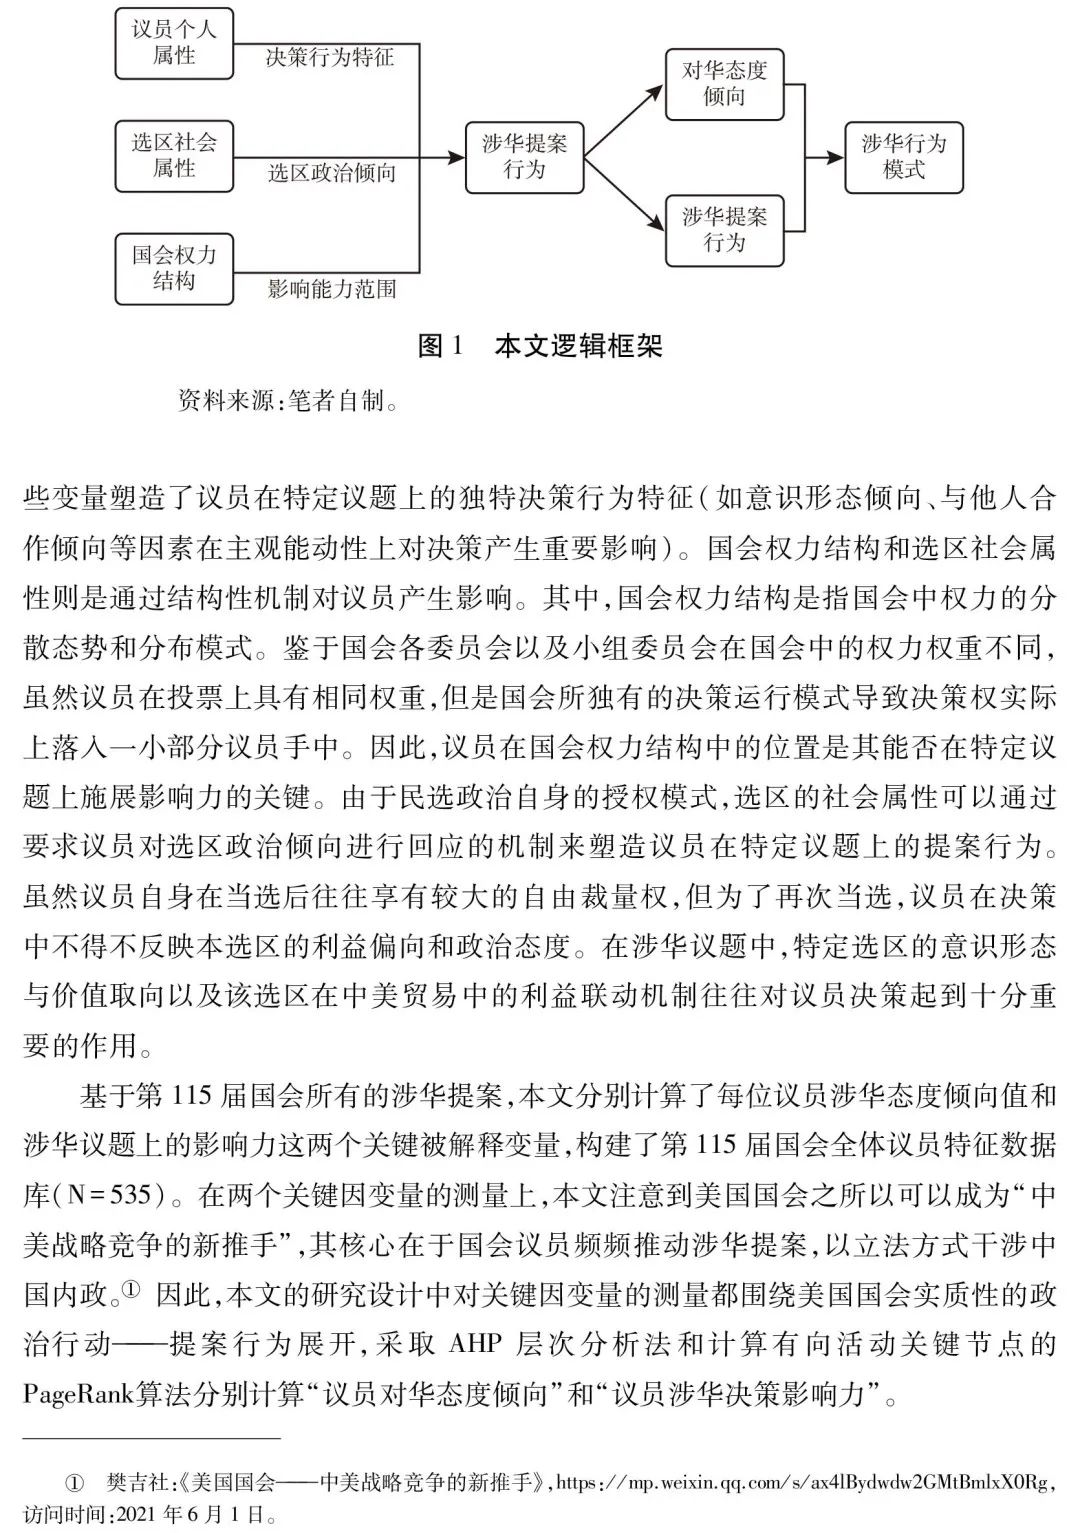 议员个人
属性
决策行为特征
选区社会
属性
选区政治倾向
国会权力
结构
影响能力范围
涉华提案
行为
对华态度
倾向
涉华提案
行为
涉华行为
模式
图 1 本文逻辑框架
资料来源:笔者自制。
些变量塑造了议员在特定议题上的独特决策行为特征(如意识形态倾向、与他人合
作倾向等因素在主观能动性上对决策产生重要影响)。国会权力结构和选区社会属
性则是通过结构性机制对议员产生影响。其中,国会权力结构是指国会中权力的分
散态势和分布模式。鉴于国会各委员会以及小组委员会在国会中的权力权重不同,
虽然议员在投票上具有相同权重,但是国会所独有的决策运行模式导致决策权实际
上落入一小部分议员手中。因此,议员在国会权力结构中的位置是其能否在特定议
题上施展影响力的关键。由于民选政治自身的授权模式,选区的社会属性可以通过
要求议员对选区政治倾向进行回应的机制来塑造议员在特定议题上的提案行为。
虽然议员自身在当选后往往享有较大的自由裁量权,但为了再次当选,议员在决策
中不得不反映本选区的利益偏向和政治态度。在涉华议题中,特定选区的意识形态
与价值取向以及该选区在中美贸易中的利益联动机制往往对议员决策起到十分重
要的作用。
基于第 115 届国会所有的涉华提案,本文分别计算了每位议员涉华态度倾向值和
涉华议题上的影响力这两个关键被解释变量,构建了第 115 届国会全体议员特征数据
库(N=535)。在两个关键因变量的测量上,本文注意到美国国会之所以可以成为“中
美战略竞争的新推手”,其核心在于国会议员频频推动涉华提案,以立法方式干涉中
国内政。① 因此,本文的研究设计中对关键因变量的测量都围绕美国国会实质性的政
治行动——提案行为展开,采取 AHP 层次分析法和计算有向活动关键节点的
PageRank算法分别计算“议员对华态度倾向”和“议员涉华决策影响力”。
① 樊吉社:《美国国会——中美战略竞争的新推手》,https://mp.weixin.qq.com/s/ax4lBydwdw2GMtBmlxX0Rg,
访问时间:2021 年 6 月 1 日。